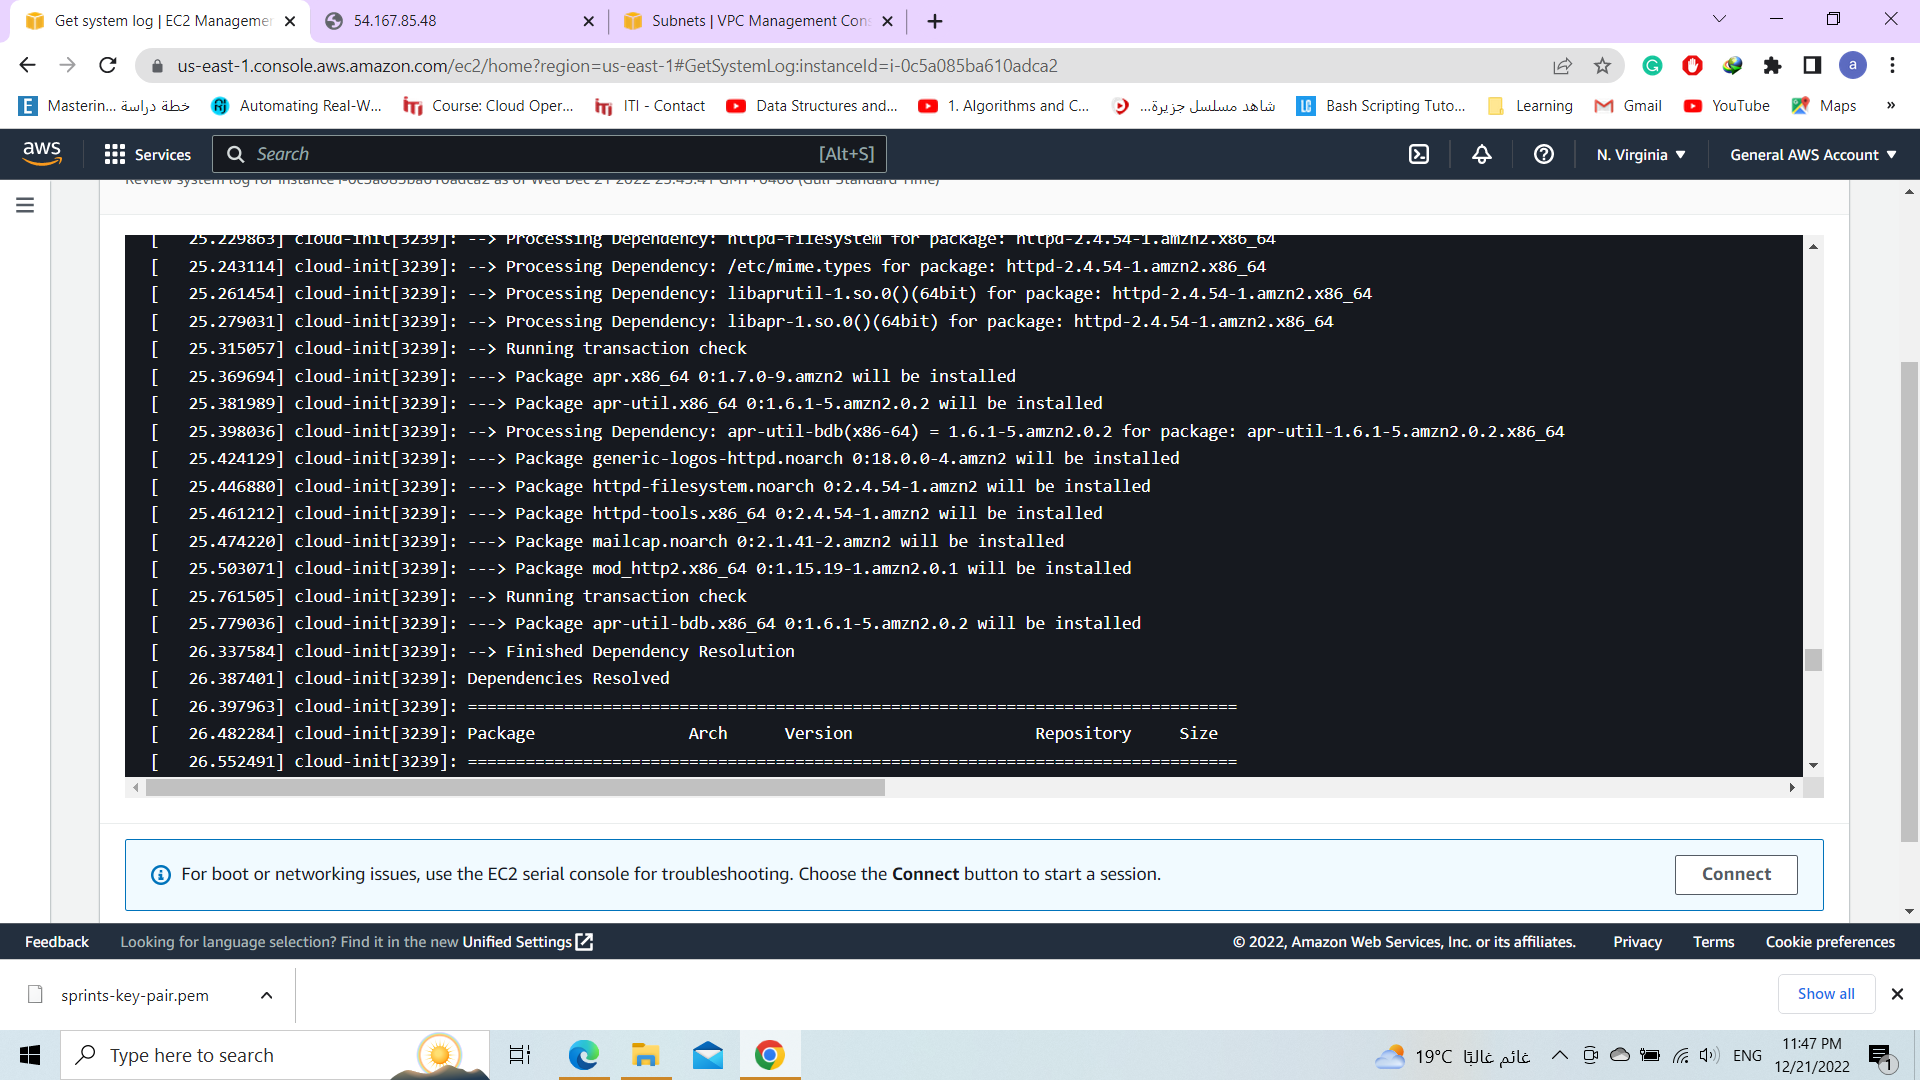 Get system log | EC2 Managemen
54.167.85.48
Subnets | VPC Management Cons
us-east-1.console.aws.amazon.com/ec2/home?region=us-east-1#GetSystemLog:instanceId=i-0c5a085ba610adca2
a
Masterin... خطة دراسة
Automating Real-W...
Course: Cloud Oper...
ITI - Contact
Data Structures and...
1. Algorithms and C...
شاهد مسلسل جزيرة...
Bash Scripting Tuto...
Learning
Gmail
YouTube
Maps
»
aws
Services
Search
[Alt+S]
N. Virginia
General AWS Account
Review system log for instance i-0c5a085ba610adca2 as of Wed Dec 21 2022 23:45:41 GMT+0400 (Gulf Standard Time)
[   25.229863] cloud-init[3239]: --> Processing Dependency: httpd-filesystem for package: httpd-2.4.54-1.amzn2.x86_64
[   25.243114] cloud-init[3239]: --> Processing Dependency: /etc/mime.types for package: httpd-2.4.54-1.amzn2.x86_64
[   25.261454] cloud-init[3239]: --> Processing Dependency: libaprutil-1.so.0()(64bit) for package: httpd-2.4.54-1.amzn2.x86_64
[   25.279031] cloud-init[3239]: --> Processing Dependency: libapr-1.so.0()(64bit) for package: httpd-2.4.54-1.amzn2.x86_64
[   25.315057] cloud-init[3239]: --> Running transaction check
[   25.369694] cloud-init[3239]: ---> Package apr.x86_64 0:1.7.0-9.amzn2 will be installed
[   25.381989] cloud-init[3239]: ---> Package apr-util.x86_64 0:1.6.1-5.amzn2.0.2 will be installed
[   25.398036] cloud-init[3239]: --> Processing Dependency: apr-util-bdb(x86-64) = 1.6.1-5.amzn2.0.2 for package: apr-util-1.6.1-5.amzn2.0.2.x86_64
[   25.424129] cloud-init[3239]: ---> Package generic-logos-httpd.noarch 0:18.0.0-4.amzn2 will be installed
[   25.446880] cloud-init[3239]: ---> Package httpd-filesystem.noarch 0:2.4.54-1.amzn2 will be installed
[   25.461212] cloud-init[3239]: ---> Package httpd-tools.x86_64 0:2.4.54-1.amzn2 will be installed
[   25.474220] cloud-init[3239]: ---> Package mailcap.noarch 0:2.1.41-2.amzn2 will be installed
[   25.503071] cloud-init[3239]: ---> Package mod_http2.x86_64 0:1.15.19-1.amzn2.0.1 will be installed
[   25.761505] cloud-init[3239]: --> Running transaction check
[   25.779036] cloud-init[3239]: ---> Package apr-util-bdb.x86_64 0:1.6.1-5.amzn2.0.2 will be installed
[   26.337584] cloud-init[3239]: --> Finished Dependency Resolution
[   26.387401] cloud-init[3239]: Dependencies Resolved
[   26.397963] cloud-init[3239]: ================================================================================
[   26.482284] cloud-init[3239]: Package                Arch      Version                   Repository     Size
[   26.552491] cloud-init[3239]: ================================================================================
For boot or networking issues, use the EC2 serial console for troubleshooting. Choose the Connect button to start a session.
Connect
Feedback
Looking for language selection? Find it in the new Unified Settings
© 2022, Amazon Web Services, Inc. or its affiliates.
Privacy
Terms
Cookie preferences
sprints-key-pair.pem
Show all
Type here to search
19°C غائم غالبًا
ENG
11:47 PM
12/21/2022
1